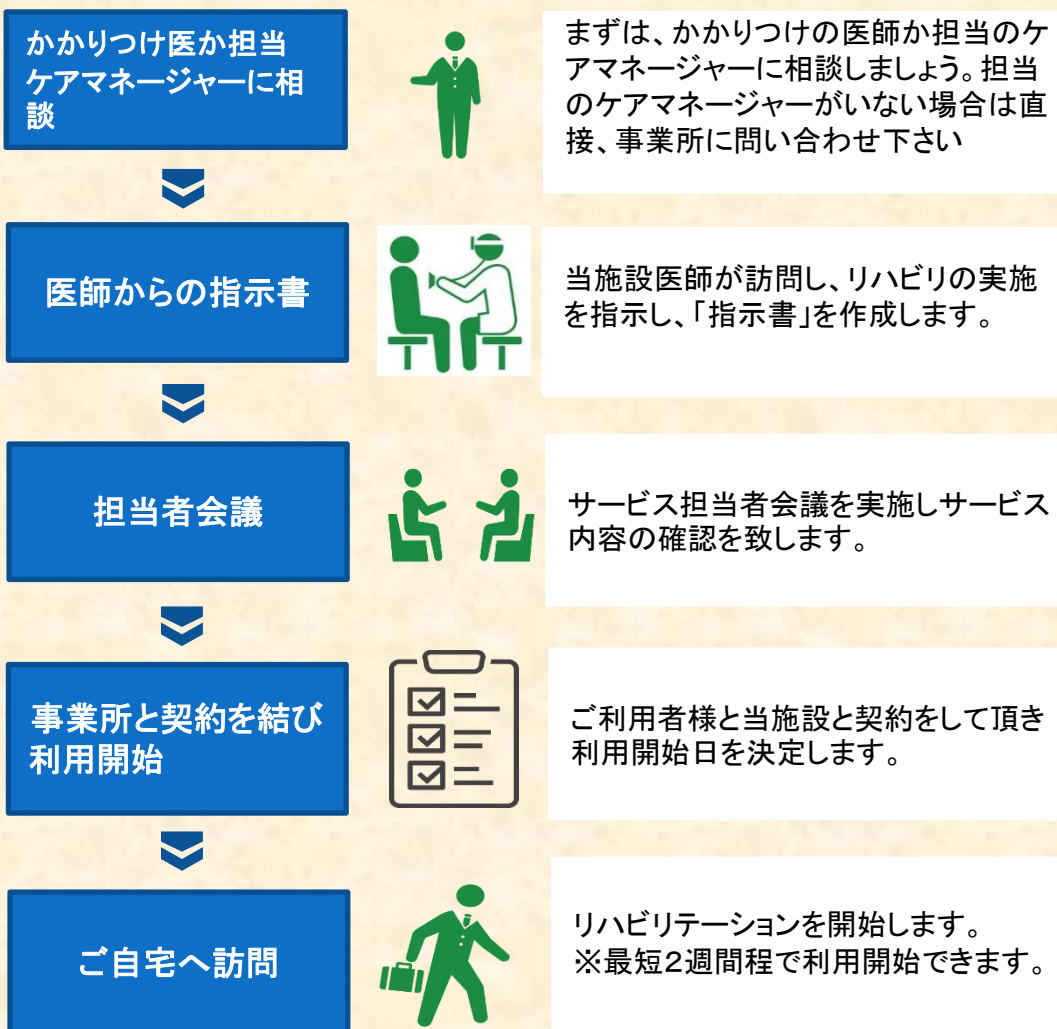 かかりつけ医か担当
ケアマネージャーに相
談
まずは、かかりつけの医師か担当のケ
アマネージャーに相談しましょう。担当
のケアマネージャーがいない場合は直
接、事業所に問い合わせ下さい
医師からの指示書
当施設医師が訪問し、リハビリの実施
を指示し、「指示書」を作成します。
担当者会議
サービス担当者会議を実施しサービス
内容の確認を致します。
事業所と契約を結び
利用開始
ご利用者様と当施設と契約をして頂き
利用開始日を決定します。
ご自宅へ訪問
リハビリテーションを開始します。
※最短2週間程で利用開始できます。